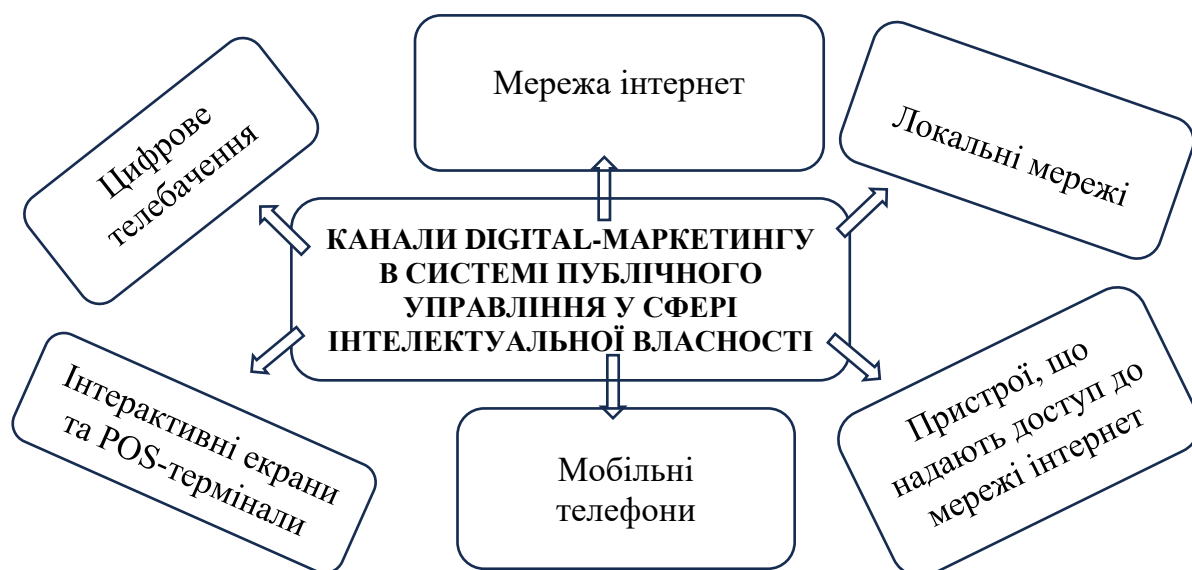 Мережа інтернет
Цифрове
телебачення
Локальні мережі
КАНАЛИ DIGITAL-МАРКЕТИНГУ
В СИСТЕМІ ПУБЛІЧНОГО
УПРАВЛІННЯ У СФЕРІ
ІНТЕЛЕКТУАЛЬНОЇ ВЛАСНОСТІ
Інтерактивні екрани
та POS-термінали
Мобільні
телефони
Пристрої, що
надають доступ до
мережі інтернет